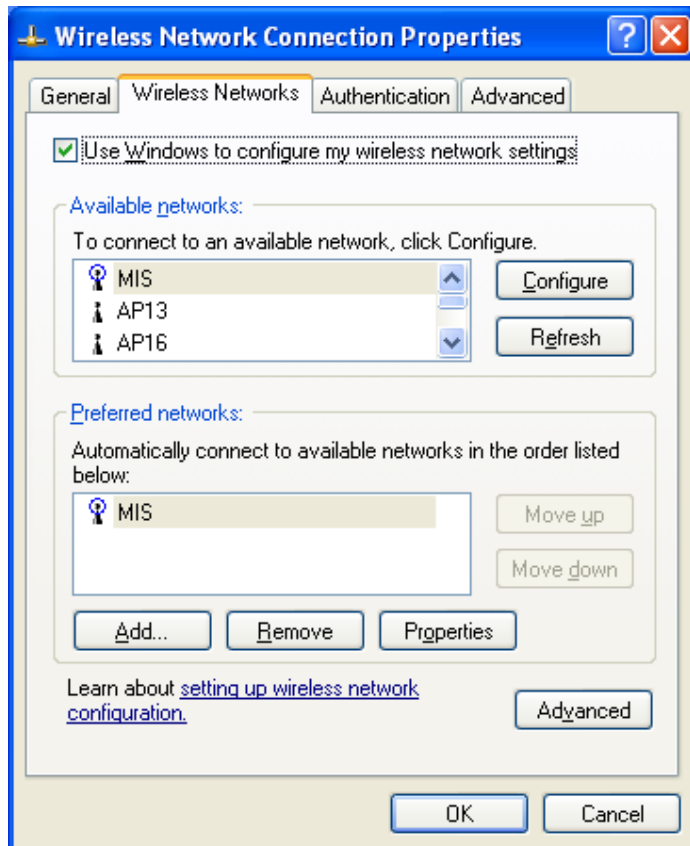 Wireless Network Connection Properties
General Wireless Networks Authentication Advanced
Use Windows to configure my wireless network settings
Available networks:
To connect to an available network, click Configure.
MIS
AP13
AP16
Configure
Refresh
Preferred networks:
Automatically connect to available networks in the order listed
below:
MIS
Move up
Move down
Add... Remove Properties
Learn about setting up wireless network
configuration.
Advanced
OK Cancel